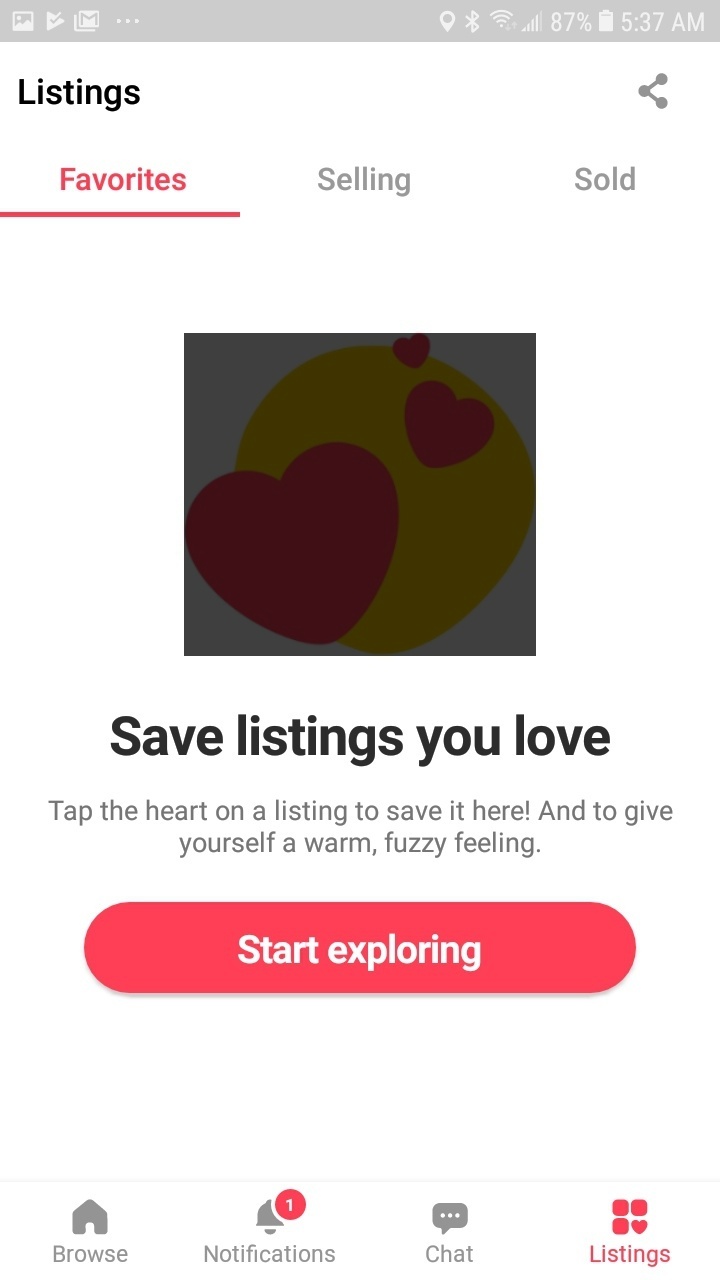 87% 5:37 AM
Listings
Favorites Selling Sold
Save listings you love
Tap the heart on a listing to save it here! And to give
yourself a warm, fuzzy feeling.
Start exploring
1
Browse Notifications Chat Listings